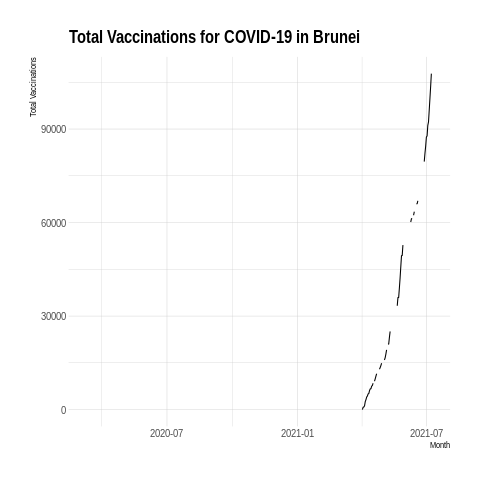 Total Vaccinations for COVID-19 in Brunei
Total Vaccinations
90000
60000
30000
0
2020-07 2021-01 2021-07
Month